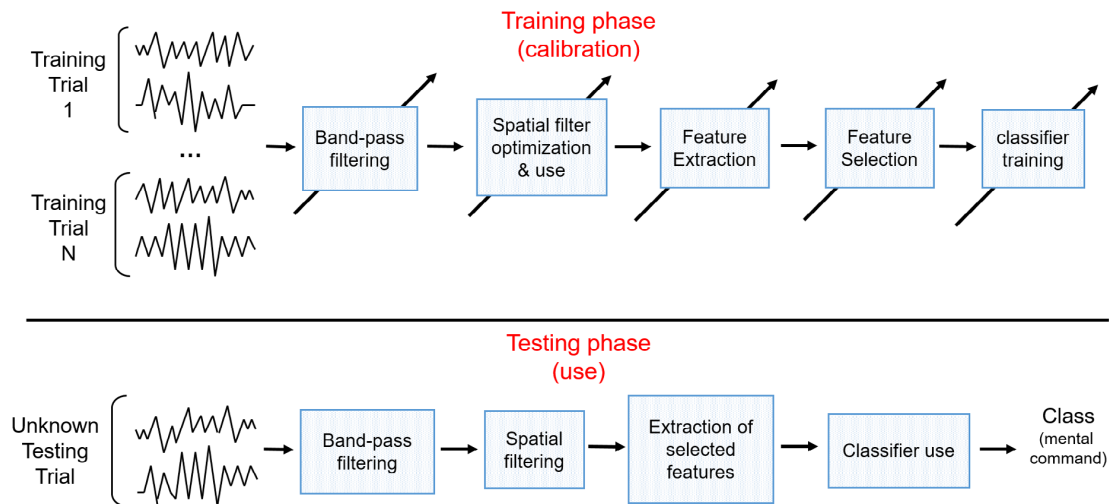 Training phase
(calibration)
Training
Trial
1
...
Training
Trial
N
Band-pass
filtering
Spatial filter
optimization
& use
Feature
Extraction
Feature
Selection
classifier
training
Testing phase
(use)
Unknown
Testing
Trial
Band-pass
filtering
Spatial
filtering
Extraction of
selected
features
Classifier use
Class
(mental
command)